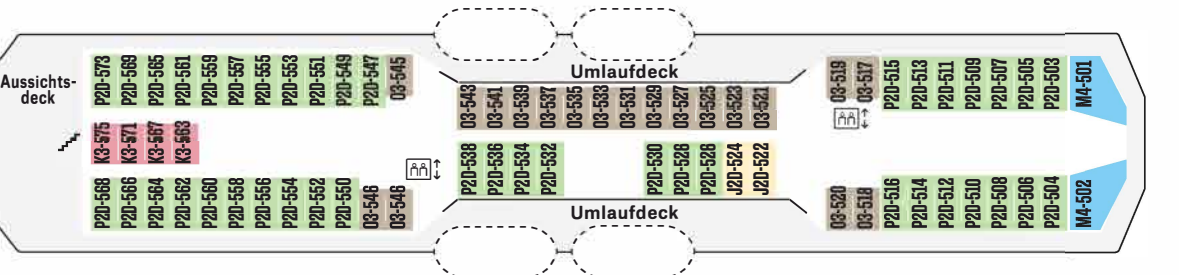 P2D-573
P2D-569
P2D-565
P2D-561
P2D-559
P2D-557
P2D-555
P2D-553
P2D-551
P2D-549
P2D-547
O3-545
Umlaufdeck
O3-519
O3-517
P2D-515
P2D-513
P2D-511
P2D-509
P2D-507
P2D-505
P2D-503
M4-501
Aussichts-
deck
O3-543
O3-541
O3-539
O3-537
O3-535
O3-533
O3-531
O3-529
O3-527
O3-525
O3-523
O3-521
K3-575
K3-571
K3-567
K3-563
P2D-538
P2D-536
P2D-534
P2D-532
P2D-530
P2D-528
P2D-526
J2D-524
J2D-522
P2D-568
P2D-566
P2D-564
P2D-562
P2D-560
P2D-558
P2D-556
P2D-554
P2D-552
P2D-550
O3-546
O3-546
Umlaufdeck
O3-520
O3-518
P2D-516
P2D-514
P2D-512
P2D-510
P2D-508
P2D-506
P2D-504
M4-502